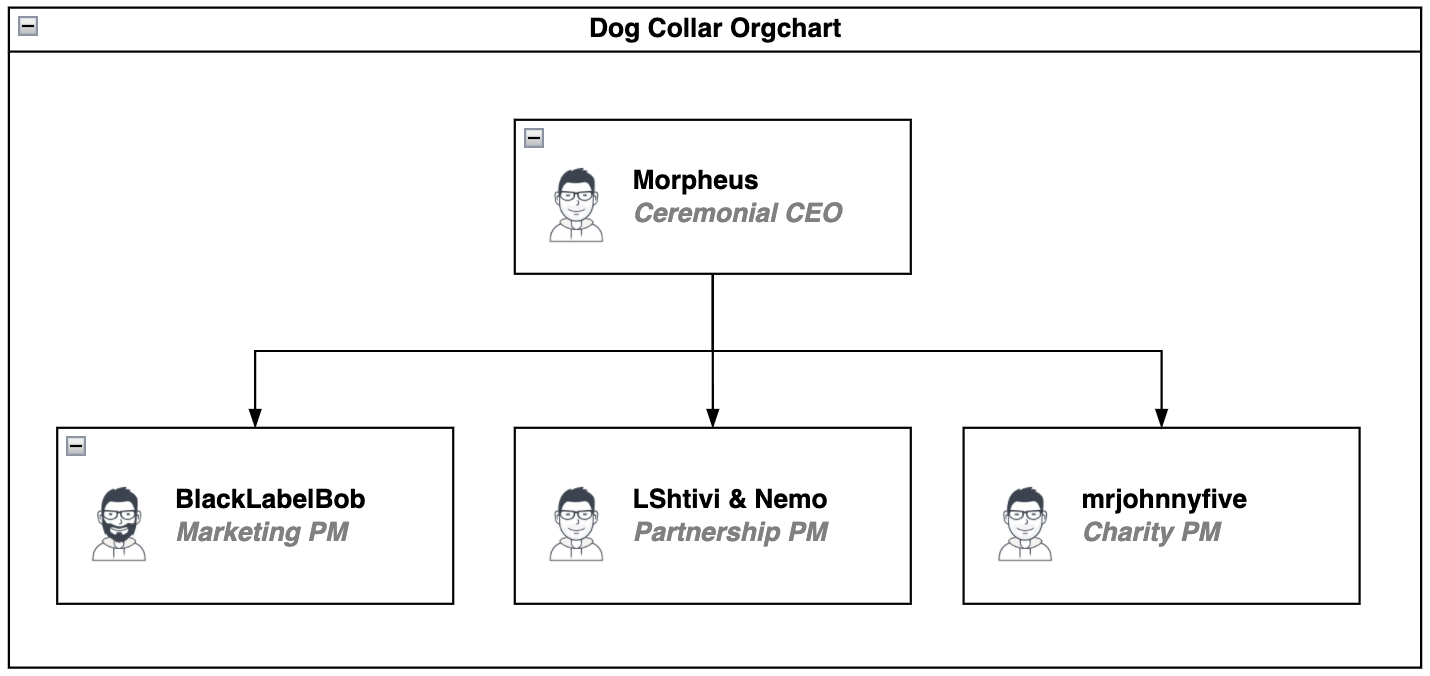 Dog Collar Orgchart
Morpheus
Ceremonial CEO
BlackLabelBob
Marketing PM
LShtivi & Nemo
Partnership PM
mrjohnnyfive
Charity PM